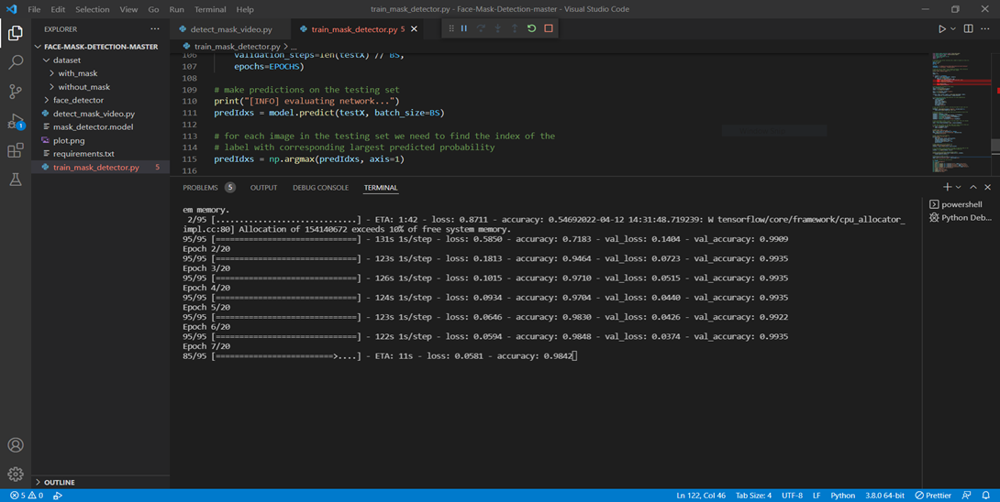 File Edit Selection View Go Run Terminal Help
train_mask_detector.py - Face-Mask-Detection-master - Visual Studio Code
EXPLORER
FACE-MASK-DETECTION-MASTER
dataset
with_mask
without_mask
face_detector
detect_mask_video.py
mask_detector.model
plot.png
requirements.txt
train_mask_detector.py 5
OUTLINE
1
detect_mask_video.py
train_mask_detector.py 5
train_mask_detector.py > ...
106 validation_steps=len(testX) // BS,
107 epochs=EPOCHS)
108
109 # make predictions on the testing set
110 print("[INFO] evaluating network...")
111 predIdxs = model.predict(testX, batch_size=BS)
112
113 # for each image in the testing set we need to find the index of the
114 # label with corresponding largest predicted probability
115 predIdxs = np.argmax(predIdxs, axis=1)
116
PROBLEMS 5 OUTPUT DEBUG CONSOLE TERMINAL
em memory.
2/95 [..............................] - ETA: 1:42 - loss: 0.8711 - accuracy: 0.54692022-04-12 14:31:48.719239: W tensorflow/core/framework/cpu_allocator_
impl.cc:80] Allocation of 154140672 exceeds 10% of free system memory.
95/95 [==============================] - 131s 1s/step - loss: 0.5850 - accuracy: 0.7183 - val_loss: 0.1404 - val_accuracy: 0.9909
Epoch 2/20
95/95 [==============================] - 123s 1s/step - loss: 0.1813 - accuracy: 0.9464 - val_loss: 0.0723 - val_accuracy: 0.9935
Epoch 3/20
95/95 [==============================] - 126s 1s/step - loss: 0.1015 - accuracy: 0.9710 - val_loss: 0.0515 - val_accuracy: 0.9935
Epoch 4/20
95/95 [==============================] - 124s 1s/step - loss: 0.0934 - accuracy: 0.9704 - val_loss: 0.0440 - val_accuracy: 0.9935
Epoch 5/20
95/95 [==============================] - 123s 1s/step - loss: 0.0646 - accuracy: 0.9830 - val_loss: 0.0426 - val_accuracy: 0.9922
Epoch 6/20
95/95 [==============================] - 122s 1s/step - loss: 0.0594 - accuracy: 0.9848 - val_loss: 0.0374 - val_accuracy: 0.9935
Epoch 7/20
85/95 [=========================>....] - ETA: 11s - loss: 0.0581 - accuracy: 0.9842
powershell
Python Deb...
5 0
Ln 122, Col 46 Tab Size: 4 UTF-8 LF Python 3.8.0 64-bit Prettier